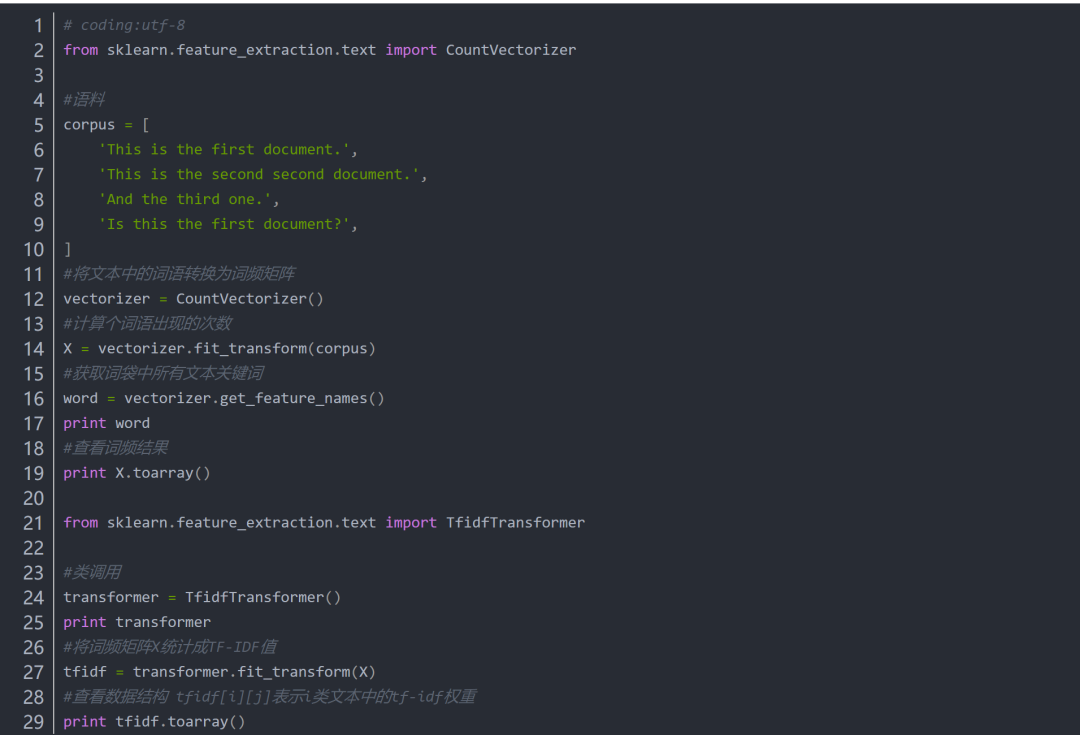 1 # coding:utf-8
2 from sklearn.feature_extraction.text import CountVectorizer
3
4 #语料
5 corpus = [
6     'This is the first document.',
7     'This is the second second document.',
8     'And the third one.',
9     'Is this the first document?',
10 ]
11 #将文本中的词语转换为词频矩阵
12 vectorizer = CountVectorizer()
13 #计算个词语出现的次数
14 X = vectorizer.fit_transform(corpus)
15 #获取词袋中所有文本关键词
16 word = vectorizer.get_feature_names()
17 print word
18 #查看词频结果
19 print X.toarray()
20
21 from sklearn.feature_extraction.text import TfidfTransformer
22
23 #类调用
24 transformer = TfidfTransformer()
25 print transformer
26 #将词频矩阵X统计成TF-IDF值
27 tfidf = transformer.fit_transform(X)
28 #查看数据结构 tfidf[i][j]表示i类文本中的tf-idf权重
29 print tfidf.toarray()